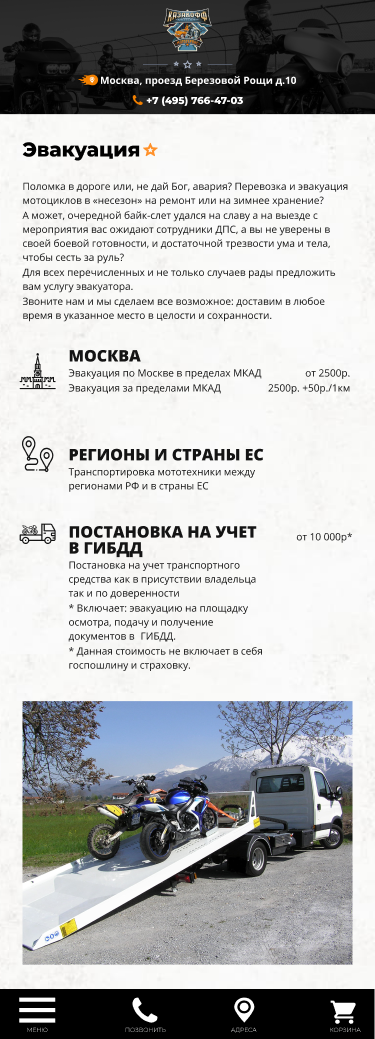 КАЗАНОФФ
Москва, проезд Березовой Рощи д.10
+7 (495) 766-47-03
Эвакуация
Поломка в дороге или, не дай Бог, авария? Перевозка и эвакуация
мотоциклов в «несезон» на ремонт или на зимнее хранение?
А может, очередной байк-слет удался на славу а на выезде с
мероприятия вас ожидают сотрудники ДПС, а вы не уверены в
своей боевой готовности, и достаточной трезвости ума и тела,
чтобы сесть за руль?
Для всех перечисленных и не только случаев рады предложить
вам услугу эвакуатора.
Звоните нам и мы сделаем все возможное: доставим в любое
время в указанное место в целости и сохранности.
МОСКВА
Эвакуация по Москве в пределах МКАД от 2500р.
Эвакуация за пределами МКАД 2500р. +50р./1км
РЕГИОНЫ И СТРАНЫ ЕС
Транспортировка мототехники между
регионами РФ и в страны ЕС
ПОСТАНОВКА НА УЧЕТ
В ГИБДД
от 10 000р*
Постановка на учет транспортного
средства как в присутствии владельца
так и по доверенности
* Включает: эвакуацию на площадку
осмотра, подачу и получение
документов в ГИБДД.
* Данная стоимость не включает в себя
госпошлину и страховку.
МЕНЮ
ПОЗВОНИТЬ
АДРЕСА
КОРЗИНА